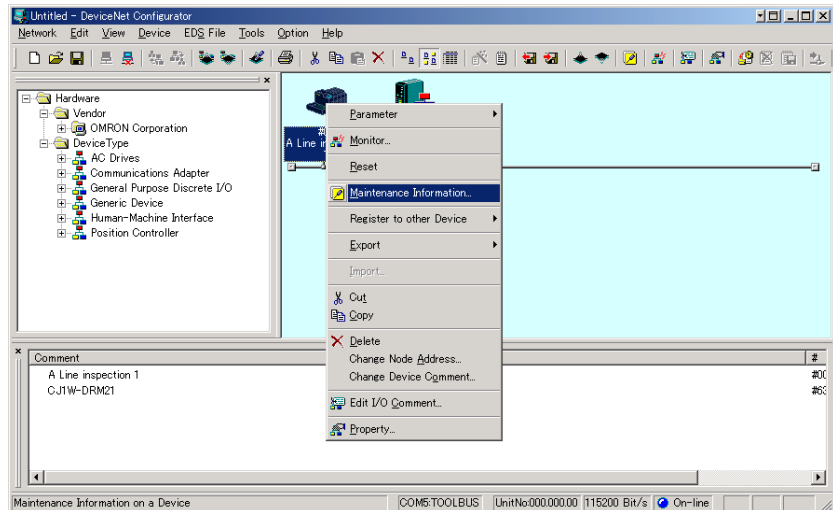 Untitled - DeviceNet Configurator
Network Edit View Device EDS File Tools Option Help
Hardware
Vendor
OMRON Corporation
DeviceType
AC Drives
Communications Adapter
General Purpose Discrete I/O
Generic Device
Human-Machine Interface
Position Controller
A Line
Parameter
Monitor...
Reset
Maintenance Information...
Register to other Device
Export
Import...
Cut
Copy
Delete
Change Node Address...
Change Device Comment...
Edit I/O Comment...
Property...
Comment #
A Line inspection 1 #00
CJ1W-DRM21 #63
Maintenance Information on a Device COM5:TOOLBUS UnitNo:000.000.00 115200 Bit/s On-line